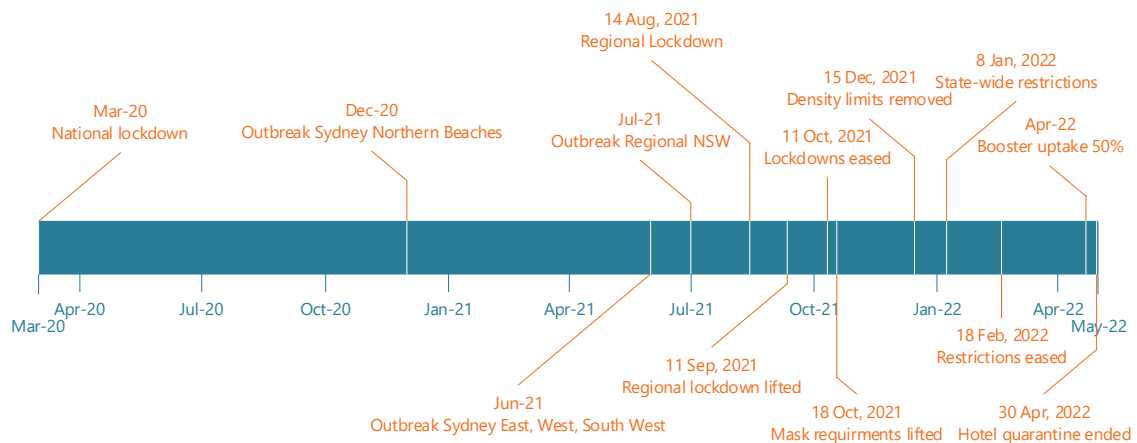 14 Aug, 2021
Regional Lockdown
15 Dec, 2021
Density limits removed
8 Jan, 2022
State-wide restrictions
Mar-20
National lockdown
Dec-20
Outbreak Sydney Northern Beaches
Jul-21
Outbreak Regional NSW
11 Oct, 2021
Lockdowns eased
Apr-22
Booster uptake 50%
Mar-20
Apr-20
Jul-20
Oct-20
Jan-21
Apr-21
Jul-21
Oct-21
Jan-22
Apr-22
May-22
11 Sep, 2021
Regional lockdown lifted
18 Feb, 2022
Restrictions eased
Jun-21
Outbreak Sydney East, West, South West
18 Oct, 2021
Mask requirments lifted
30 Apr, 2022
Hotel quarantine ended